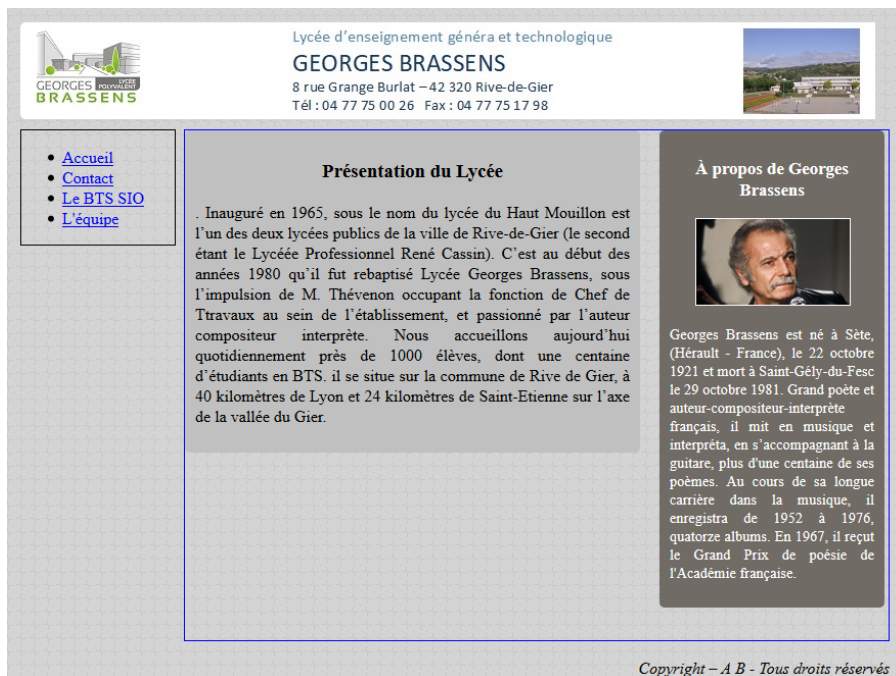 GEORGES LYCÉE POLYVALENT
BRASSENS
Lycée d’enseignement généra et technologique
GEORGES BRASSENS
8 rue Grange Burlat – 42 320 Rive-de-Gier
Tél : 04 77 75 00 26 Fax : 04 77 75 17 98
Accueil
Contact
Le BTS SIO
L'équipe
Présentation du Lycée
. Inauguré en 1965, sous le nom du lycée du Haut Mouillon est
l’un des deux lycées publics de la ville de Rive-de-Gier (le second
étant le Lycéée Professionnel René Cassin). C’est au début des
années 1980 qu’il fut rebaptisé Lycée Georges Brassens, sous
l’impulsion de M. Thévenon occupant la fonction de Chef de
Ttravaux au sein de l’établissement, et passionné par l’auteur
compositeur interprète. Nous accueillons aujourd’hui
quotidiennement près de 1000 élèves, dont une centaine
d’étudiants en BTS. il se situe sur la commune de Rive de Gier, à
40 kilomètres de Lyon et 24 kilomètres de Saint-Etienne sur l’axe
de la vallée du Gier.
À propos de Georges
Brassens
Georges Brassens est né à Sète,
(Hérault - France), le 22 octobre
1921 et mort à Saint-Gély-du-Fesc
le 29 octobre 1981. Grand poète et
auteur-compositeur-interprète
français, il mit en musique et
interpréta, en s’accompagnant à la
guitare, plus d'une centaine de ses
poèmes. Au cours de sa longue
carrière dans la musique, il
enregistra de 1952 à 1976,
quatorze albums. En 1967, il reçut
le Grand Prix de poésie de
l'Académie française.
Copyright – A B - Tous droits réservés